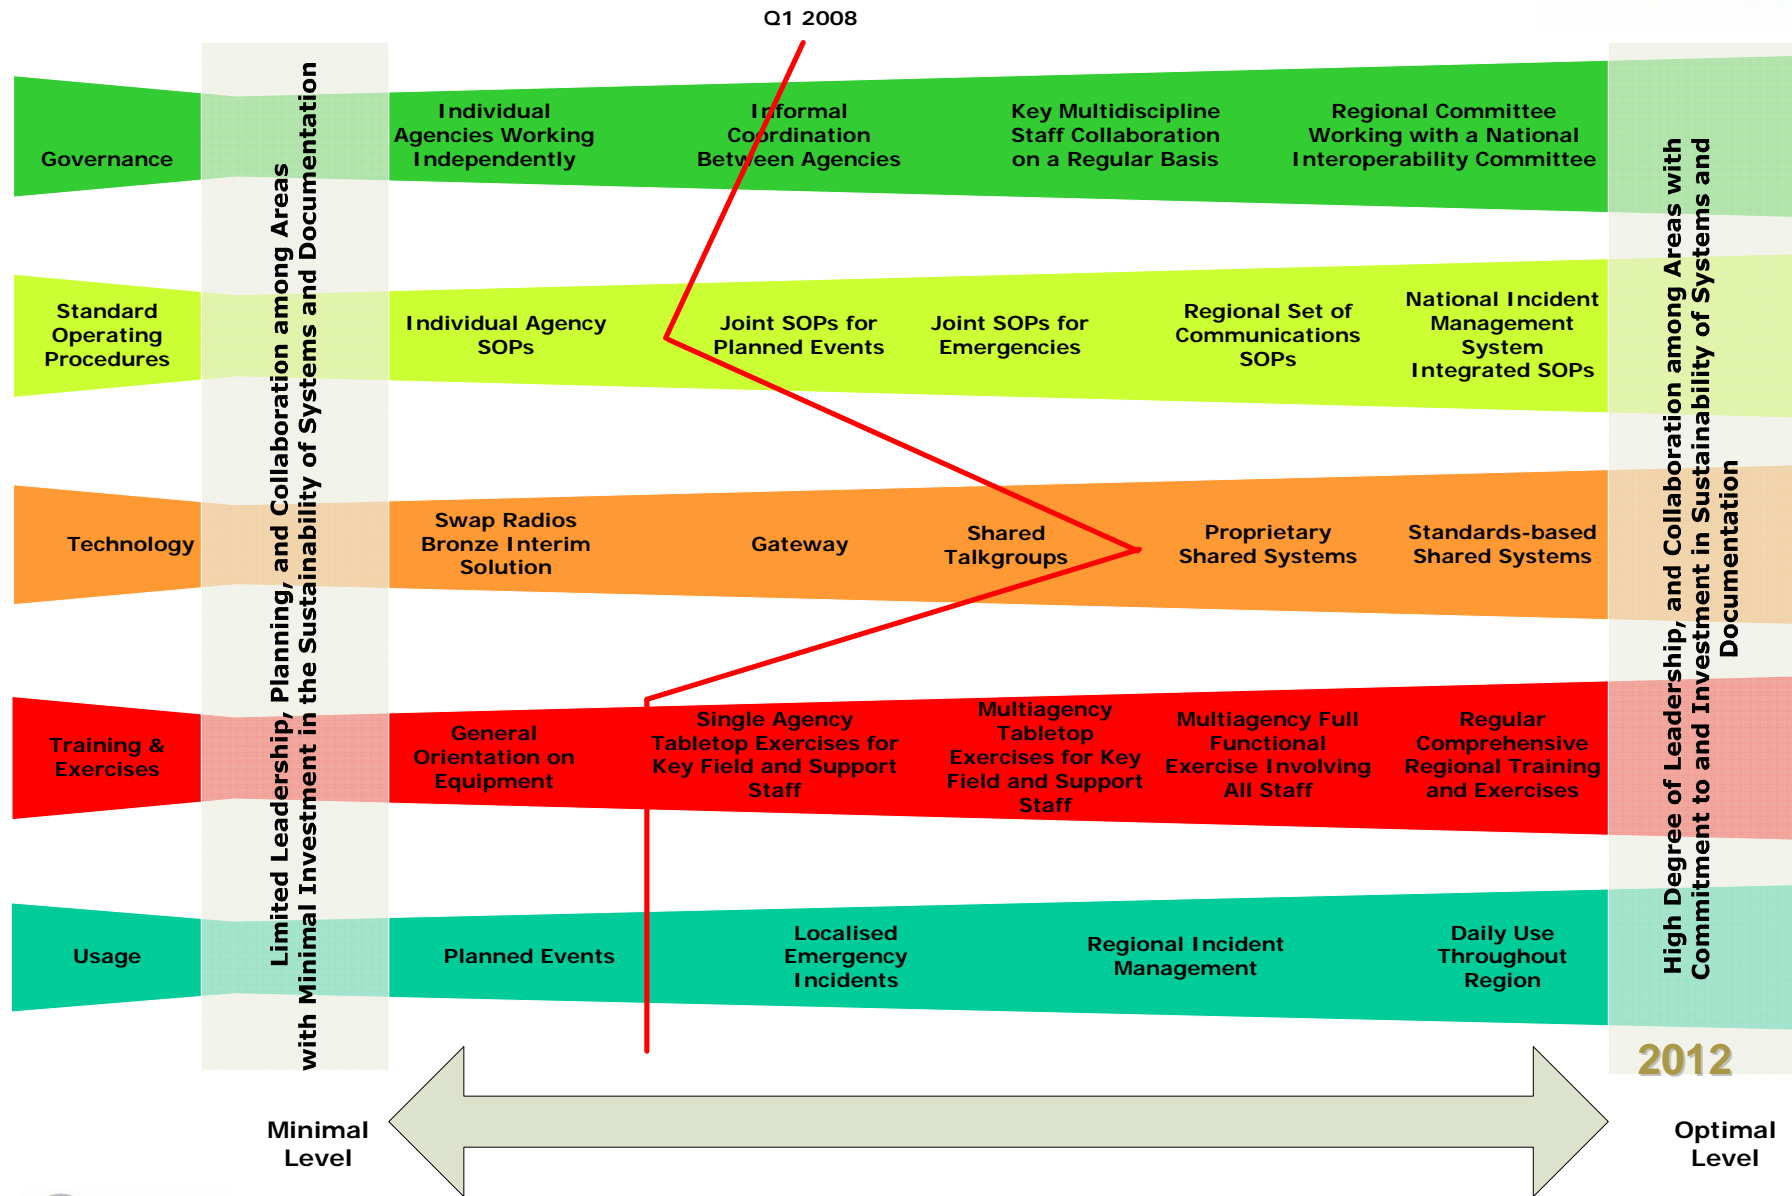 Q1 2008
Governance
Individual
Agencies Working
Independently
Informal
Coordination
Between Agencies
Key Multidiscipline
Staff Collaboration
on a Regular Basis
Regional Committee
Working with a National
Interoperability Committee
Standard
Operating
Procedures
Individual Agency
SOPs
Joint SOPs for
Planned Events
Joint SOPs for
Emergencies
Regional Set of
Communications
SOPs
National Incident
Management
System
Integrated SOPs
Technology
Swap Radios
Bronze Interim
Solution
Gateway
Shared
Talkgroups
Proprietary
Shared Systems
Standards-based
Shared Systems
Training &
Exercises
General
Orientation on
Equipment
Single Agency
Tabletop Exercises for
Key Field and Support
Staff
Multiagency
Tabletop
Exercises for Key
Field and Support
Staff
Multiagency Full
Functional
Exercise Involving
All Staff
Regular
Comprehensive
Regional Training
and Exercises
Usage
Planned Events
Localised
Emergency
Incidents
Regional Incident
Management
Daily Use
Throughout
Region
Limited Leadership, Planning, and Collaboration among Areas
with Minimal Investment in the Sustainability of Systems and Documentation
High Degree of Leadership, and Collaboration among Areas with
Commitment to and Investment in Sustainability of Systems and
Documentation
2012
Minimal
Level
Optimal
Level